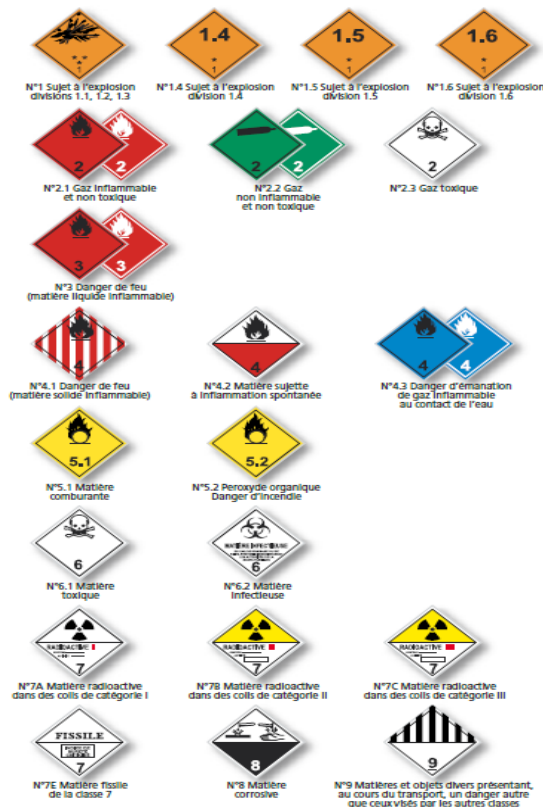 1
1.4
1
1.5
1
1.6
1
N°1 Sujet à l'explosion
divisions 1.1, 1.2, 1.3
N°1.4 Sujet à l'explosion
division 1.4
N°1.5 Sujet à l'explosion
division 1.5
N°1.6 Sujet à l'explosion
division 1.6
2
2
2
2
2
N°2.1 Gaz inflammable
et non toxique
N°2.2 Gaz
non inflammable
et non toxique
N°2.3 Gaz toxique
3
3
N°3 Danger de feu
(matière liquide inflammable)
4
4
4
4
N°4.1 Danger de feu
(matière solide inflammable)
N°4.2 Matière sujette
à inflammation spontanée
N°4.3 Danger d'émanation
de gaz inflammable
au contact de l'eau
5.1
5.2
N°5.1 Matière
comburante
N°5.2 Peroxyde organique
Danger d'incendie
6
MATIÈRE INFECTIEUSE
6
N°6.1 Matière
toxique
N°6.2 Matière
infectieuse
RADIOACTIVE
7
RADIOACTIVE
7
RADIOACTIVE
7
N°7A Matière radioactive
dans des colis de catégorie I
N°7B Matière radioactive
dans des colis de catégorie II
N°7C Matière radioactive
dans des colis de catégorie III
FISSILE
7
8
9
N°7E Matière fissile
de la classe 7
N°8 Matière
corrosive
N°9 Matières et objets divers présentant,
au cours du transport, un danger autre
que ceux visés par les autres classes